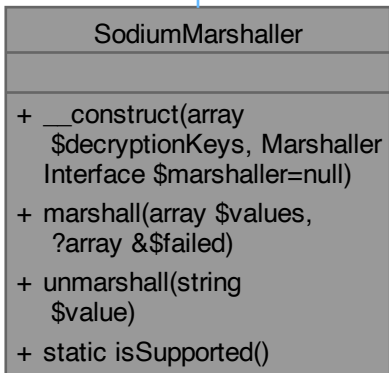 SodiumMarshaller
+ __construct(array
$decryptionKeys, Marshaller
Interface $marshaller=null)
+ marshall(array $values,
?array &$failed)
+ unmarshall(string
$value)
+ static isSupported()